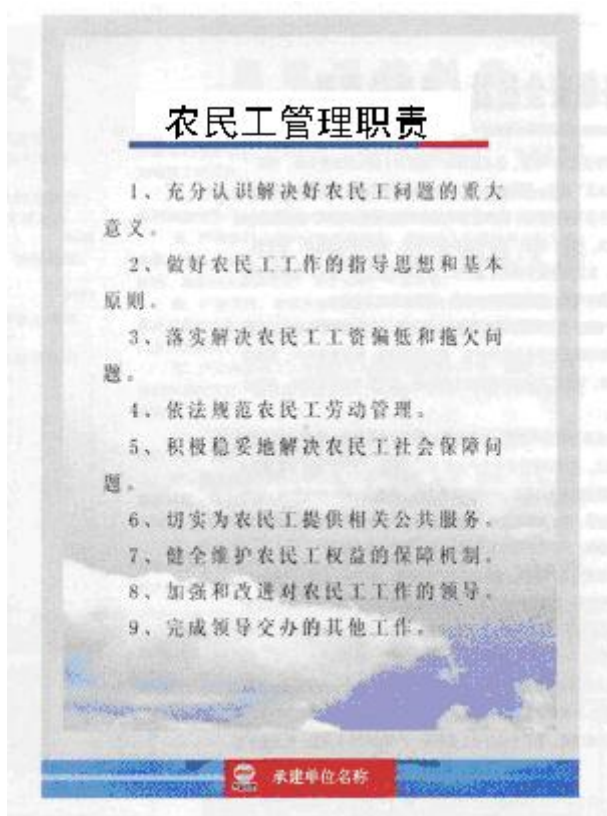 农民工管理职责
1、充分认识解决好农民工问题的重大
意义。
2、做好农民工工作的指导思想和基本
原则。
3、落实解决农民工工资偏低和拖欠问
题。
4、依法规范农民工劳动管理。
5、积极稳妥地解决农民工社会保障问
题。
6、切实为农民工提供相关公共服务。
7、健全维护农民工权益的保障机制。
8、加强和改进对农民工工作的领导。
9、完成领导交办的其他工作。
承建单位名称